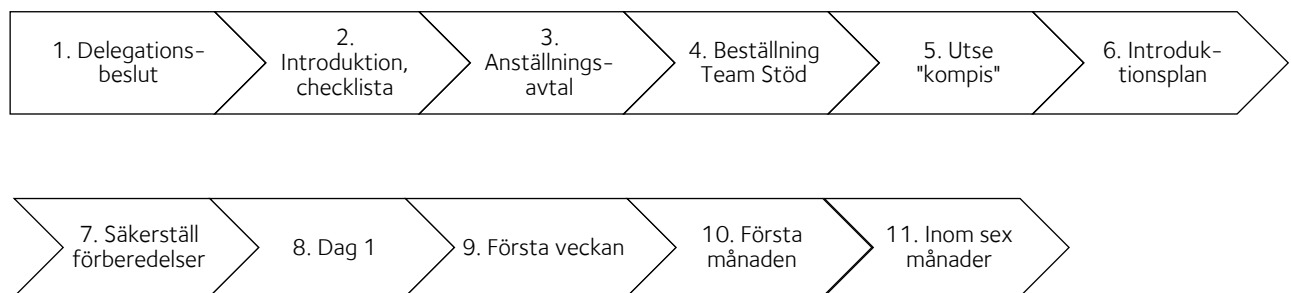 1. Delegations-
beslut
2.
Introduktion,
checklista
3.
Anställnings-
avtal
4. Beställning
Team Stöd
5. Utse
"kompis"
6. Introduk-
tionsplan
7. Säkerställ
förberedelser
8. Dag 1
9. Första veckan
10. Första
månaden
11. Inom sex
månader